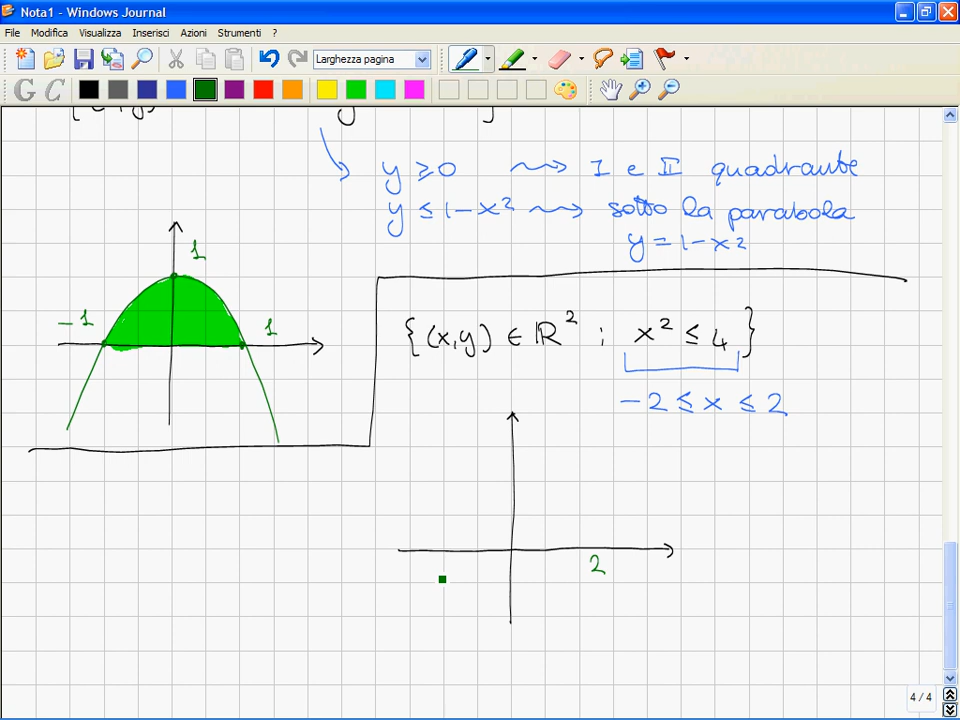 Nota1 - Windows Journal
File Modifica Visualizza Inserisci Azioni Strumenti ?
Larghezza pagina
y ≥ 0 ⇝ I e II quadrante
y ≤ 1-x² ⇝ sotto la parabola
y = 1-x²
1
-1
1
{(x,y) ∈ ℝ² ; x² ≤ 4}
-2 ≤ x ≤ 2
2
4 / 4